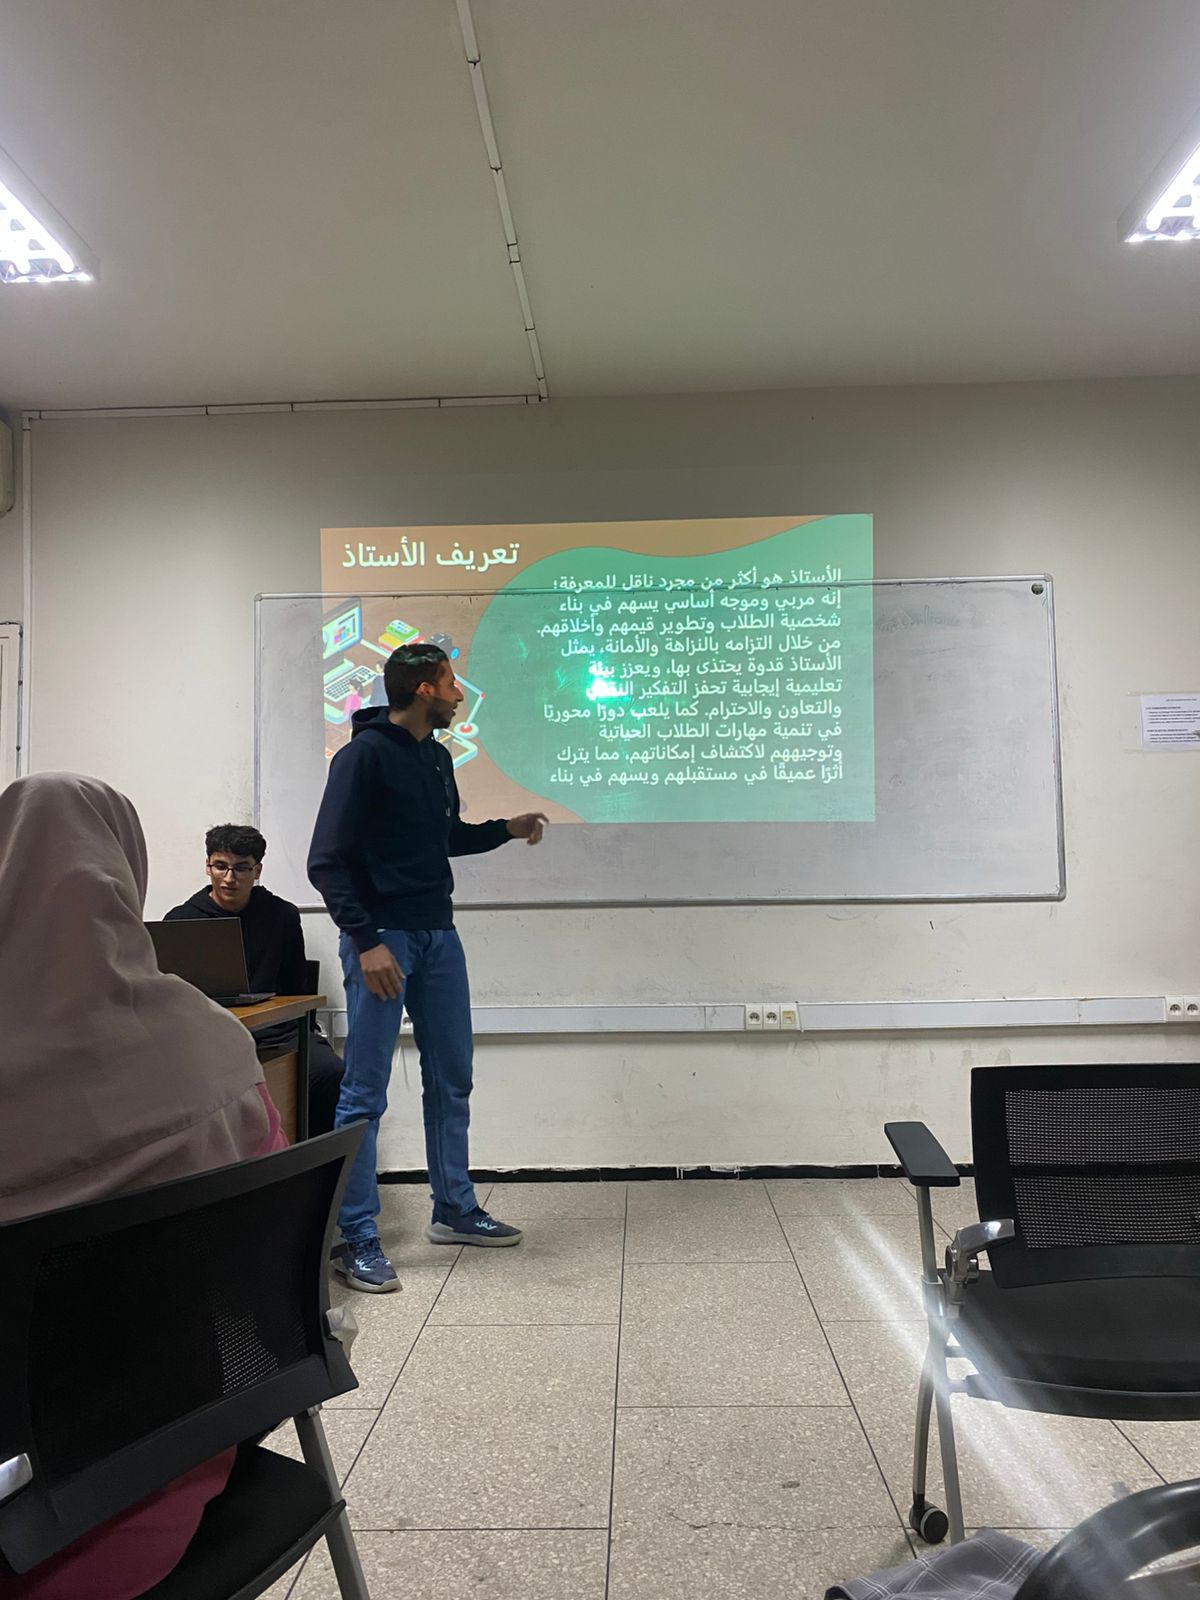 تعريف الأستاذ
الأستاذ هو أكثر من مجرد ناقل للمعرفة؛
إنه مربي وموجه أساسي يسهم في بناء
شخصية الطلاب وتطوير قيمهم وأخلاقهم.
من خلال التزامه بالنزاهة والأمانة، يمثل
الأستاذ قدوة يحتذى بها، ويعزز بيئة
تعليمية إيجابية تحفز التفكير النقدي
والتعاون والاحترام. كما يلعب دورًا محوريًا
في تنمية مهارات الطلاب الحياتية
وتوجيههم لاكتشاف إمكاناتهم، مما يترك
أثرًا عميقًا في مستقبلهم ويسهم في بناء